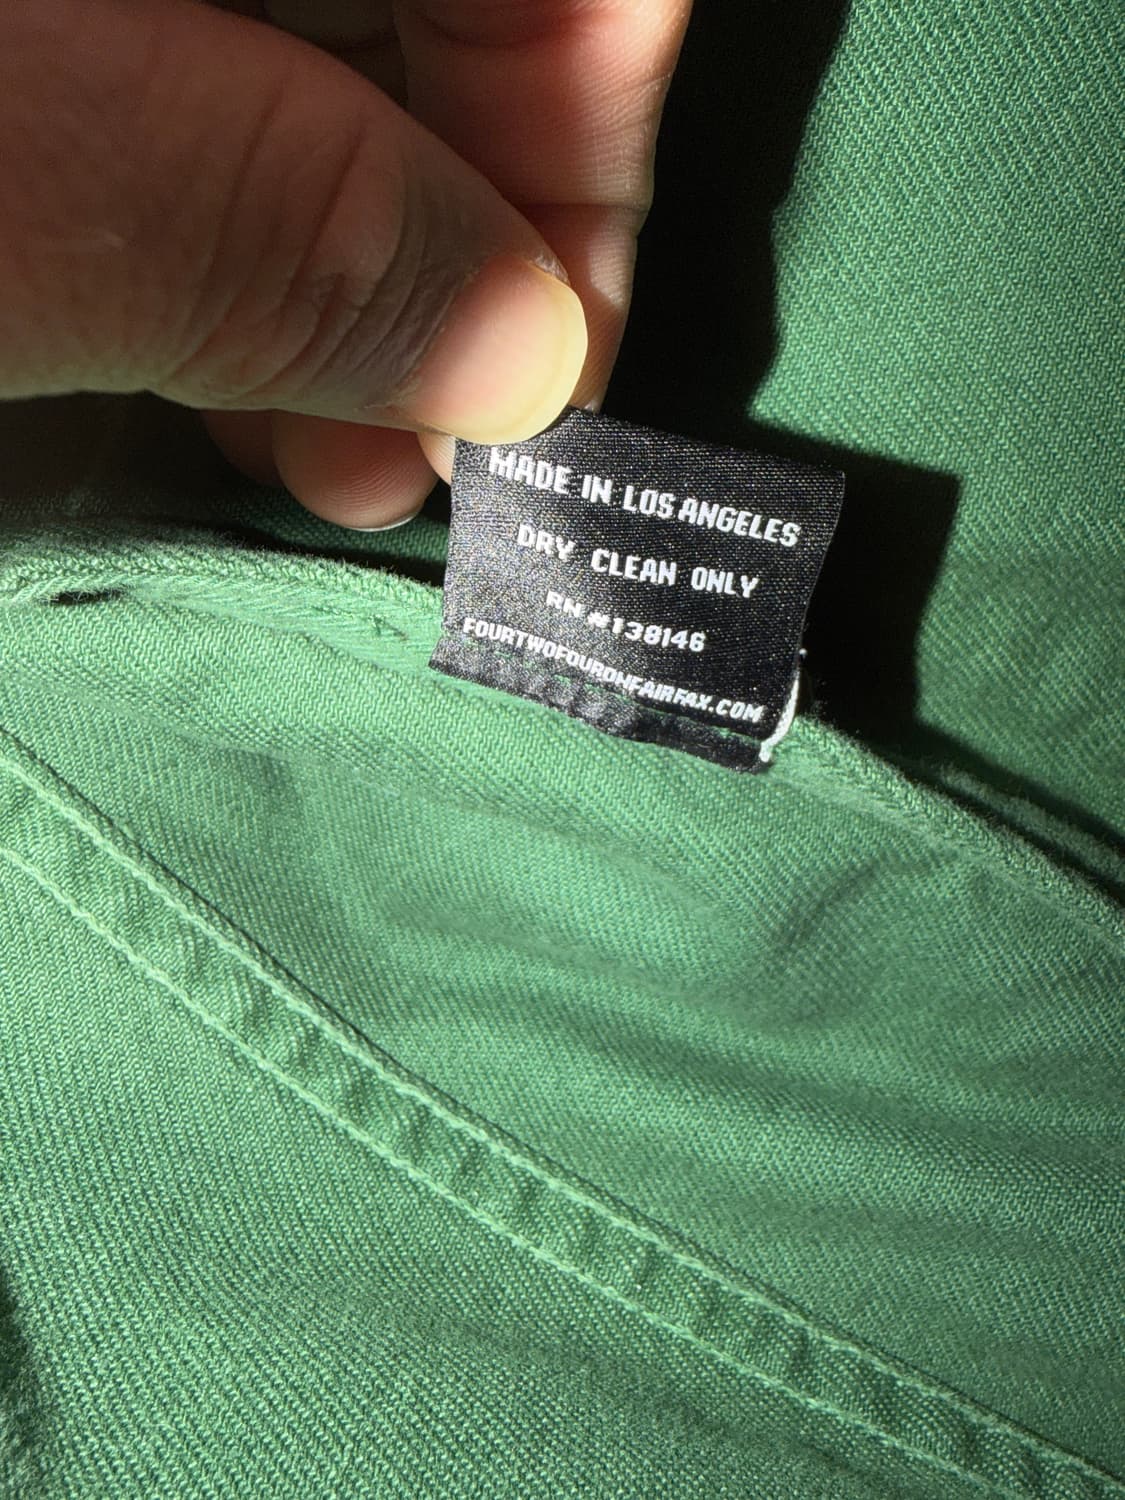 MADE IN LOS ANGELES
DRY CLEAN ONLY
RN #138146
FOURTWOFOURONFAIRFAX.COM